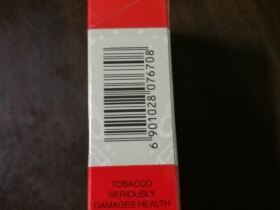 6 901028 076708
TOBACCO
SERIOUSLY
DAMAGES HEALTH